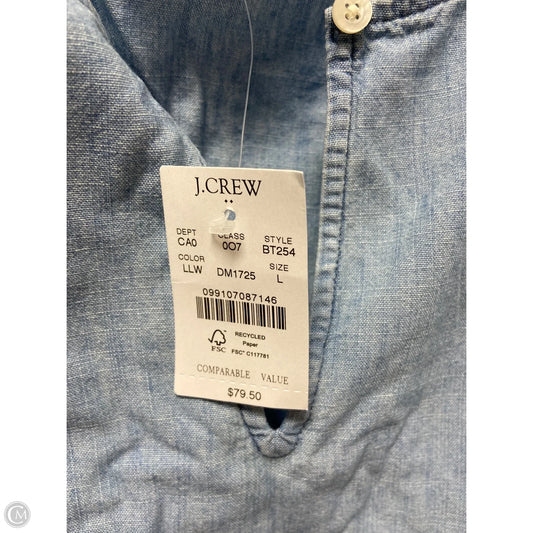 J.CREW
DEPT CLASS STYLE
CA0 007 BT254
COLOR SIZE
LLW DM1725 L
099107087146
RECYCLED
Paper
FSC FSC® C117781
COMPARABLE VALUE
$79.50
CM